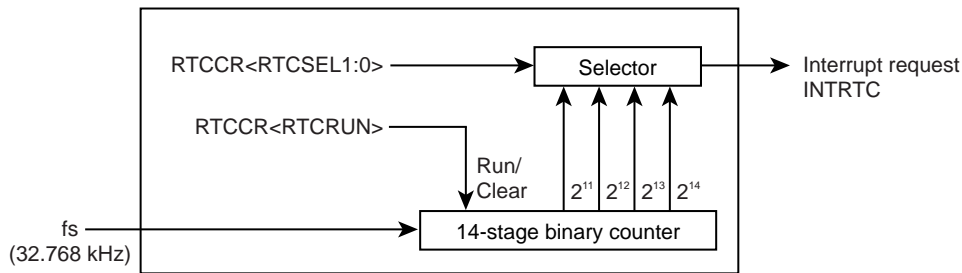 RTCCR<RTCSEL1:0>
Selector
Interrupt request
INTRTC
RTCCR<RTCRUN>
Run/
Clear
2¹¹ 2¹² 2¹³ 2¹⁴
fs
(32.768 kHz)
14-stage binary counter